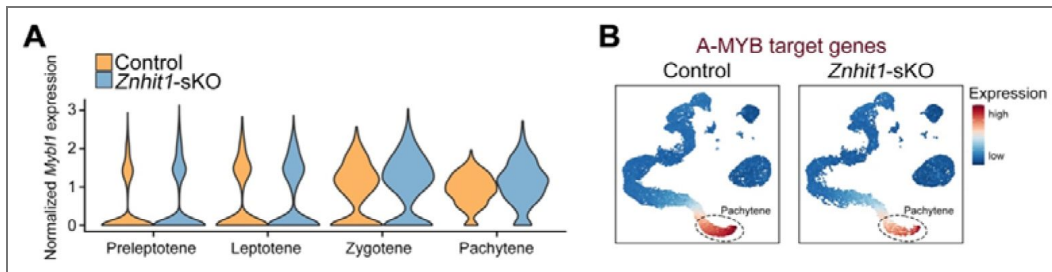 A
Control
Znhit1-sKO
Normalized Mybl1 expression
3
2
1
0
Preleptotene
Leptotene
Zygotene
Pachytene
B
A-MYB target genes
Control
Znhit1-sKO
Expression
high
low
Pachytene
Pachytene